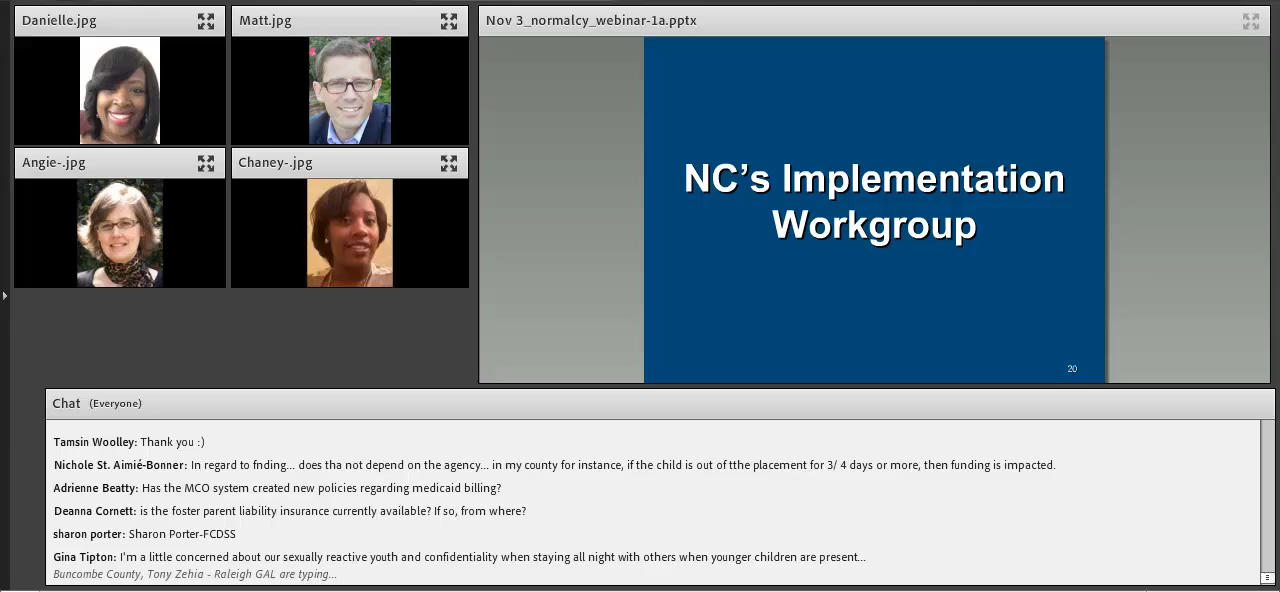 Danielle.jpg
Matt.jpg
Nov 3_normalcy_webinar-1a.pptx
Angie-.jpg
Chaney-.jpg
NC's Implementation
Workgroup
20
Chat (Everyone)
Tamsin Woolley: Thank you :)
Nichole St. Aimié-Bonner: In regard to fnding... does tha not depend on the agency... in my county for instance, if the child is out of tthe placement for 3/ 4 days or more, then funding is impacted.
Adrienne Beatty: Has the MCO system created new policies regarding medicaid billing?
Deanna Cornett: is the foster parent liability insurance currently available? If so, from where?
sharon porter: Sharon Porter-FCDSS
Gina Tipton: I'm a little concerned about our sexually reactive youth and confidentiality when staying all night with others when younger children are present...
Buncombe County, Tony Zehia - Raleigh GAL are typing...